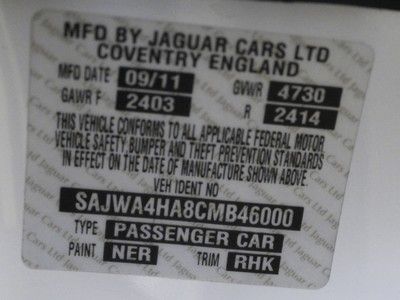 MFD BY JAGUAR CARS LTD
COVENTRY ENGLAND
MFD DATE 09/11 GVWR 4730
GAWR F 2403 R 2414
THIS VEHICLE CONFORMS TO ALL APPLICABLE FEDERAL MOTOR
VEHICLE SAFETY, BUMPER AND THEFT PREVENTION STANDARDS
IN EFFECT ON THE DATE OF MANUFACTURE SHOWN ABOVE.
VEH IDENT NO
SAJWA4HA8CMB46000
TYPE PASSENGER CAR
PAINT NER TRIM RHK